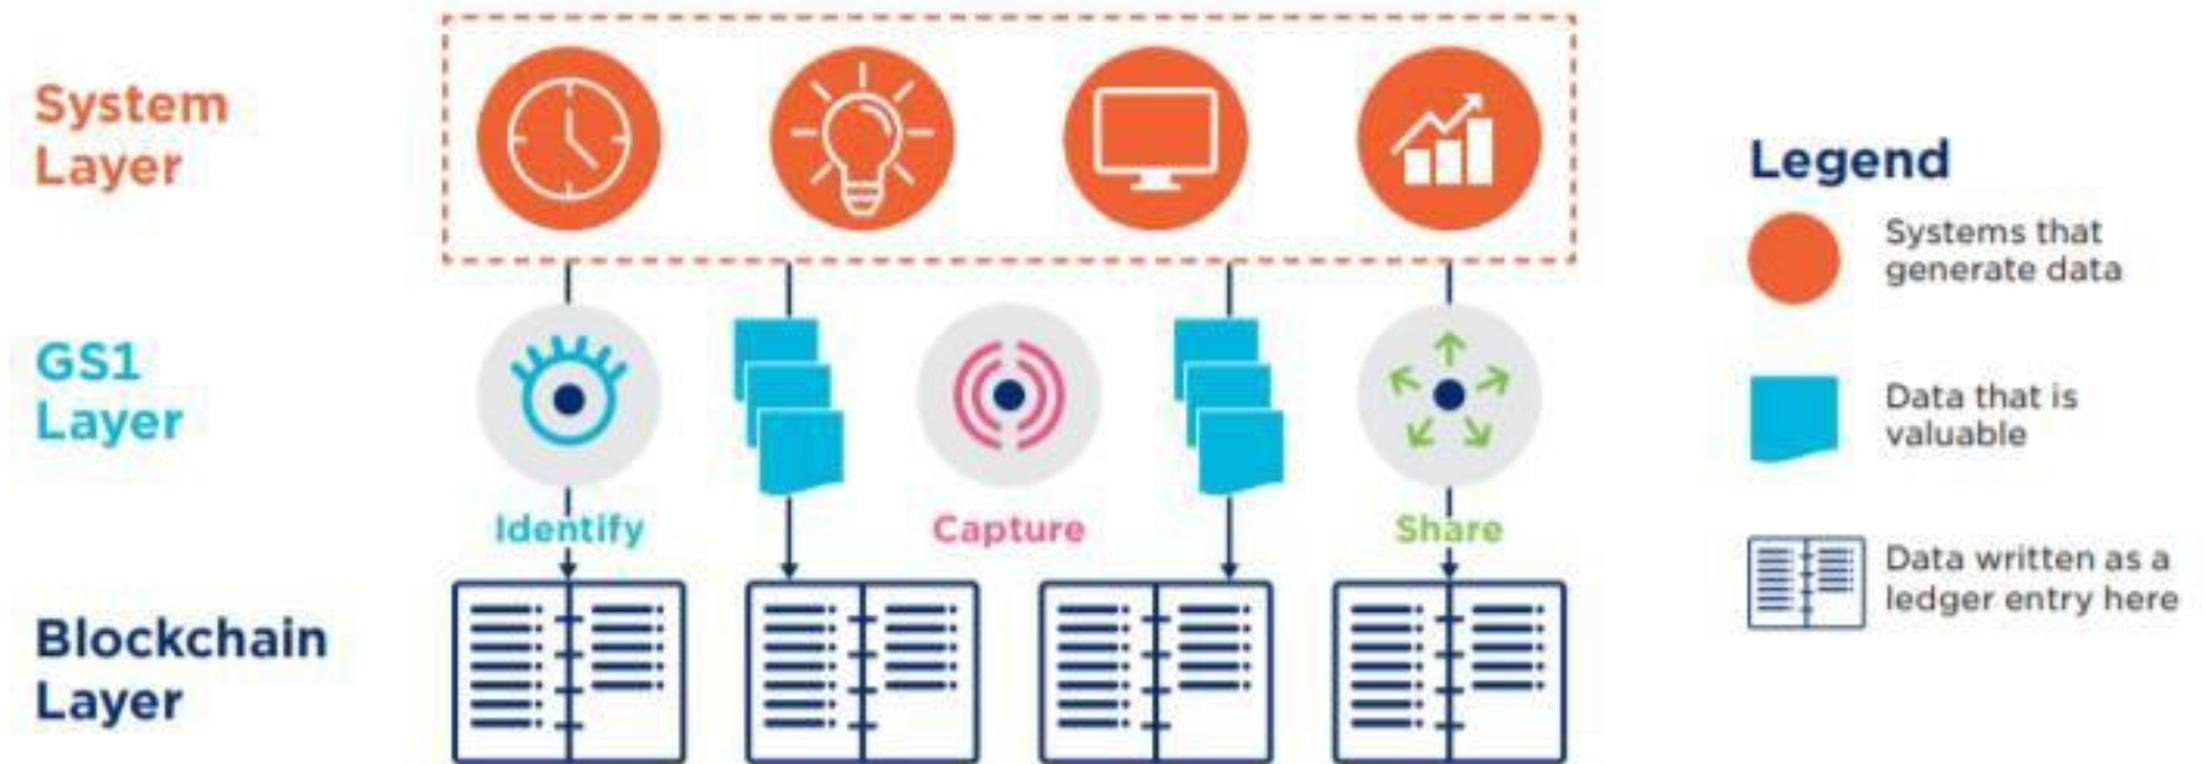 System
Layer
GS1
Layer
Identify
Capture
Share
Blockchain
Layer
Legend
Systems that
generate data
Data that is
valuable
Data written as a
ledger entry here